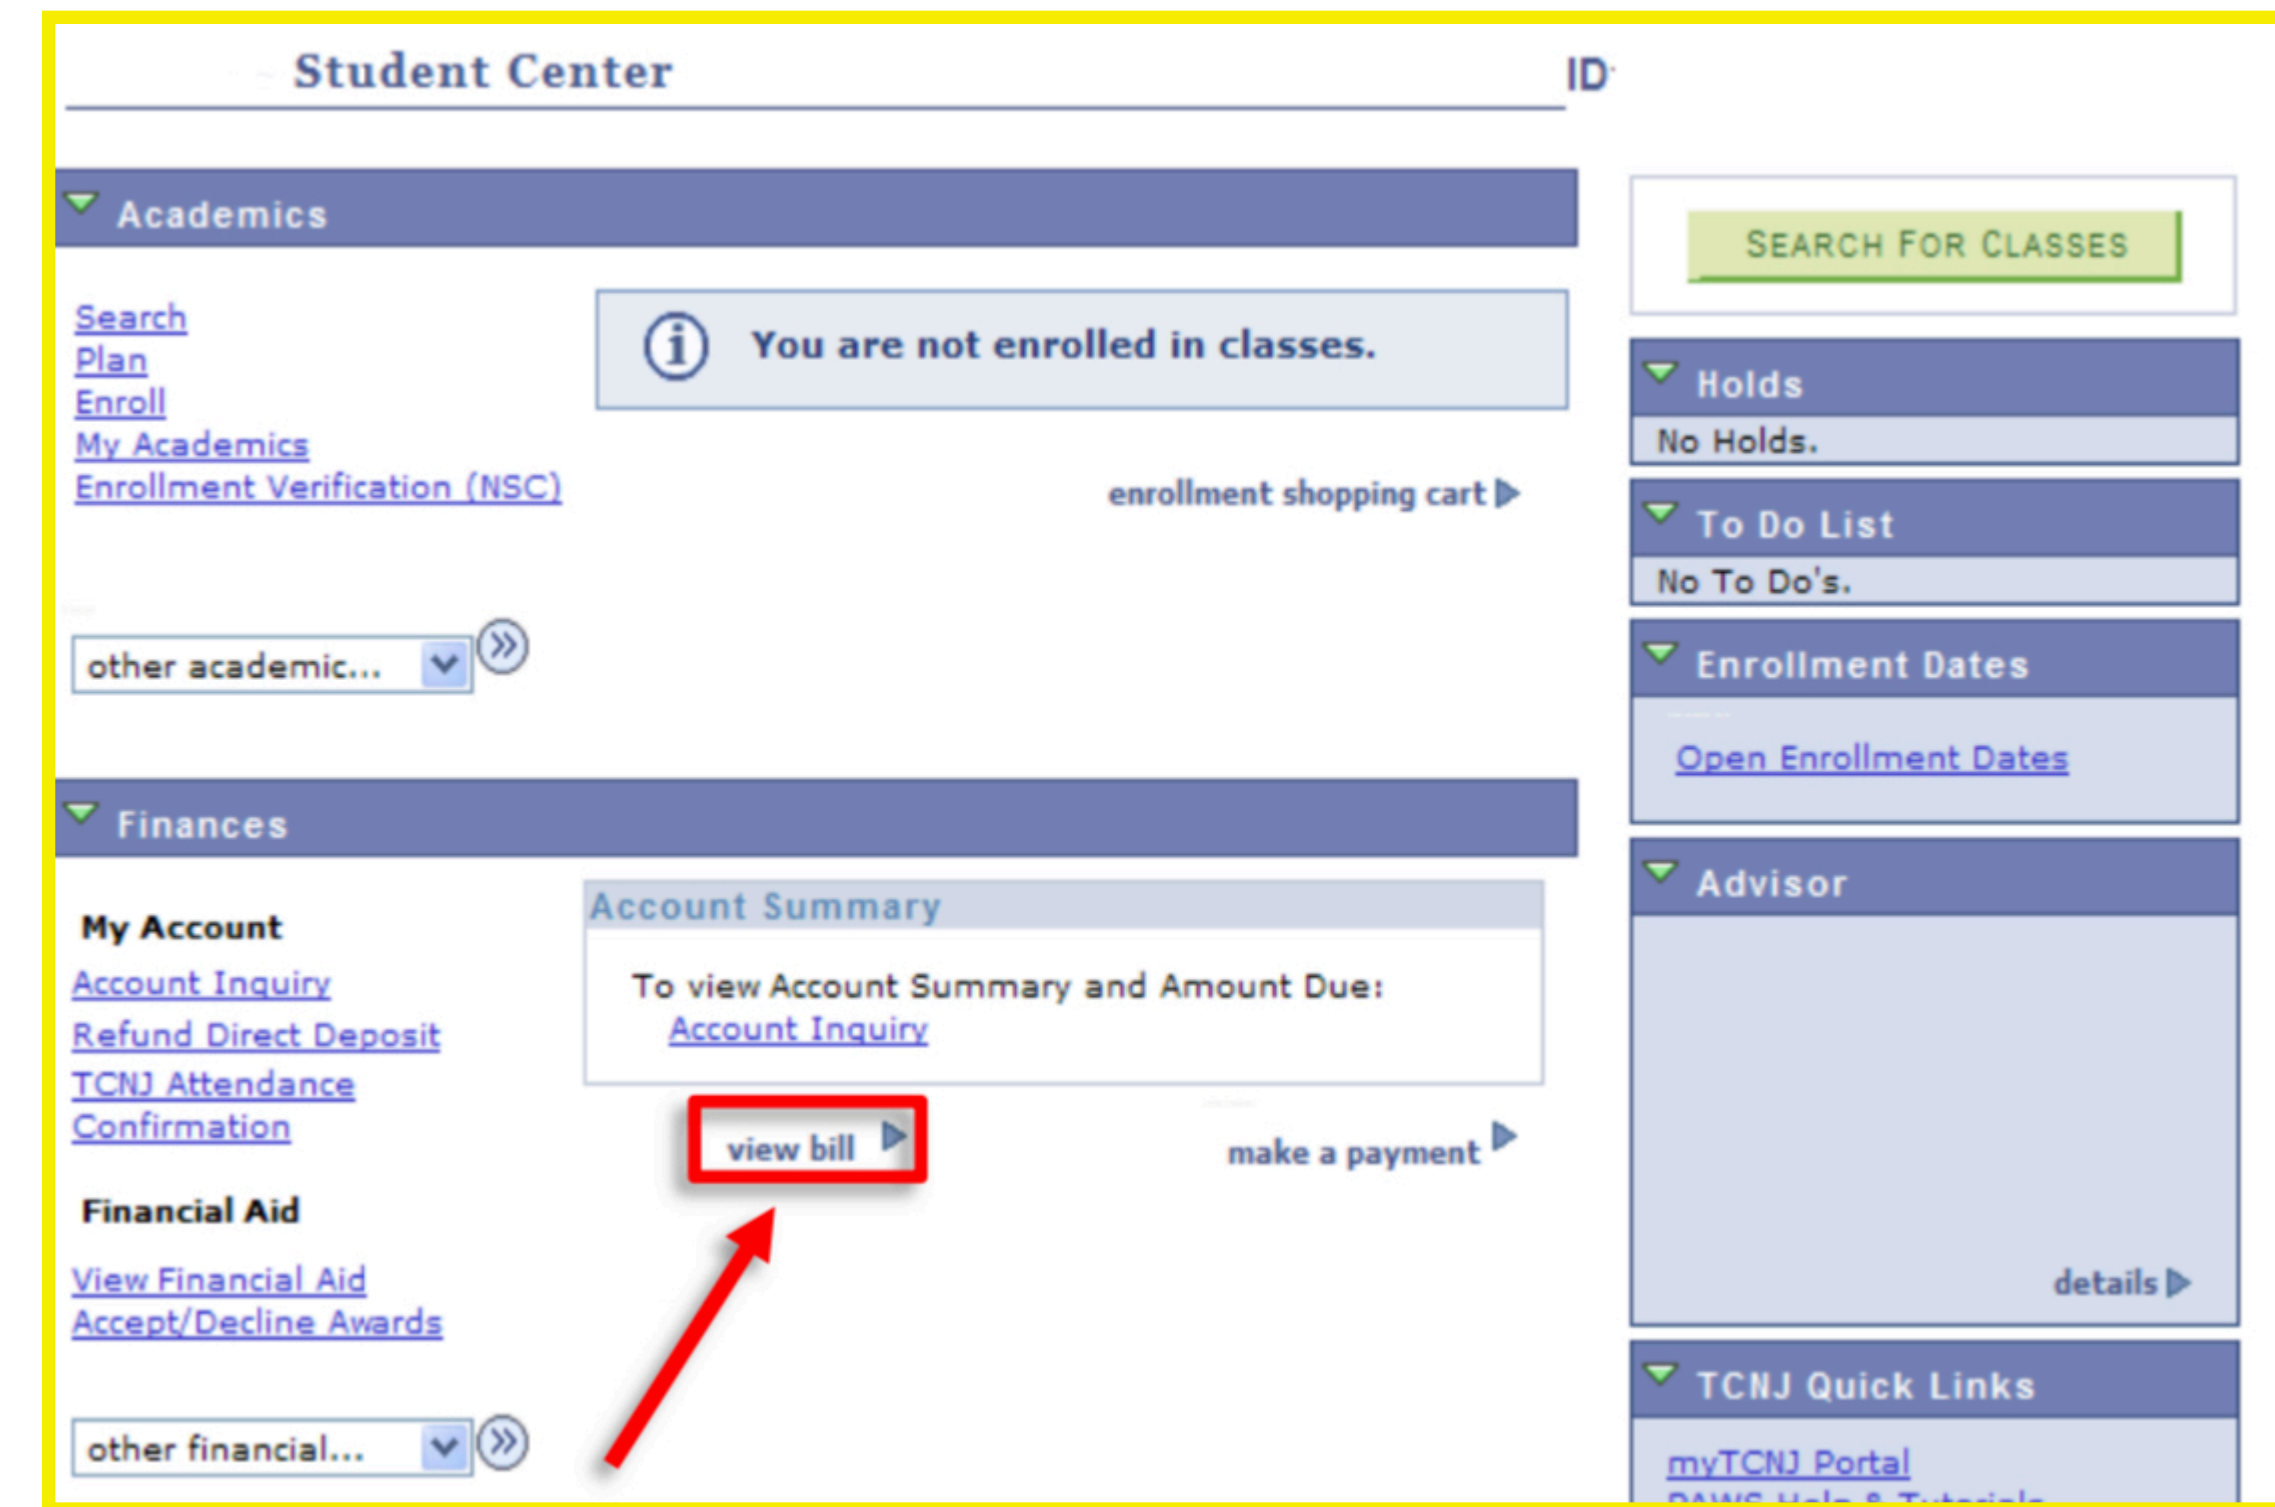 Student Center
ID
Academics
Search
Plan
Enroll
My Academics
Enrollment Verification (NSC)
You are not enrolled in classes.
enrollment shopping cart
other academic...
Finances
My Account
Account Inquiry
Refund Direct Deposit
TCNJ Attendance
Confirmation
Financial Aid
View Financial Aid
Accept/Decline Awards
other financial...
Account Summary
To view Account Summary and Amount Due:
Account Inquiry
view bill
make a payment
SEARCH FOR CLASSES
Holds
No Holds.
To Do List
No To Do's.
Enrollment Dates
Open Enrollment Dates
Advisor
details
TCNJ Quick Links
myTCNJ Portal
PAWS Help & Tutorials